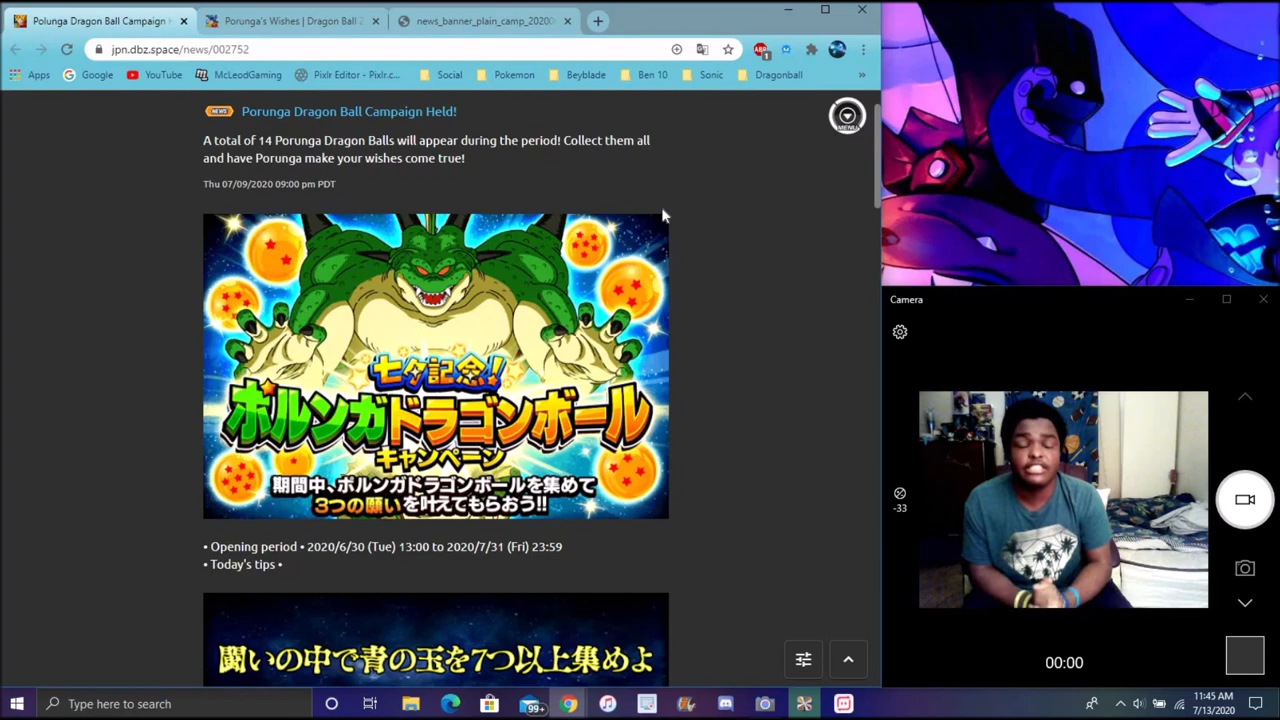 Polunga Dragon Ball Campaign
Porunga's Wishes | Dragon Ball Z
news_banner_plain_camp_20200
jpn.dbz.space/news/002752
ABP
1
Apps
Google
YouTube
McLeodGaming
Pixlr Editor - Pixlr.c...
Social
Pokemon
Beyblade
Ben 10
Sonic
Dragonball
»
NEWS
Porunga Dragon Ball Campaign Held!
MENU
A total of 14 Porunga Dragon Balls will appear during the period! Collect them all
and have Porunga make your wishes come true!
Thu 07/09/2020 09:00 pm PDT
七夕記念!
ポルンガドラゴンボール
キャンペーン
期間中、ポルンガドラゴンボールを集めて
3つの願いを叶えてもらおう!!
• Opening period • 2020/6/30 (Tue) 13:00 to 2020/7/31 (Fri) 23:59
• Today's tips •
闘いの中で青の玉を7つ以上集めよ
Camera
-33
00:00
Type here to search
99+
11:45 AM
7/13/2020